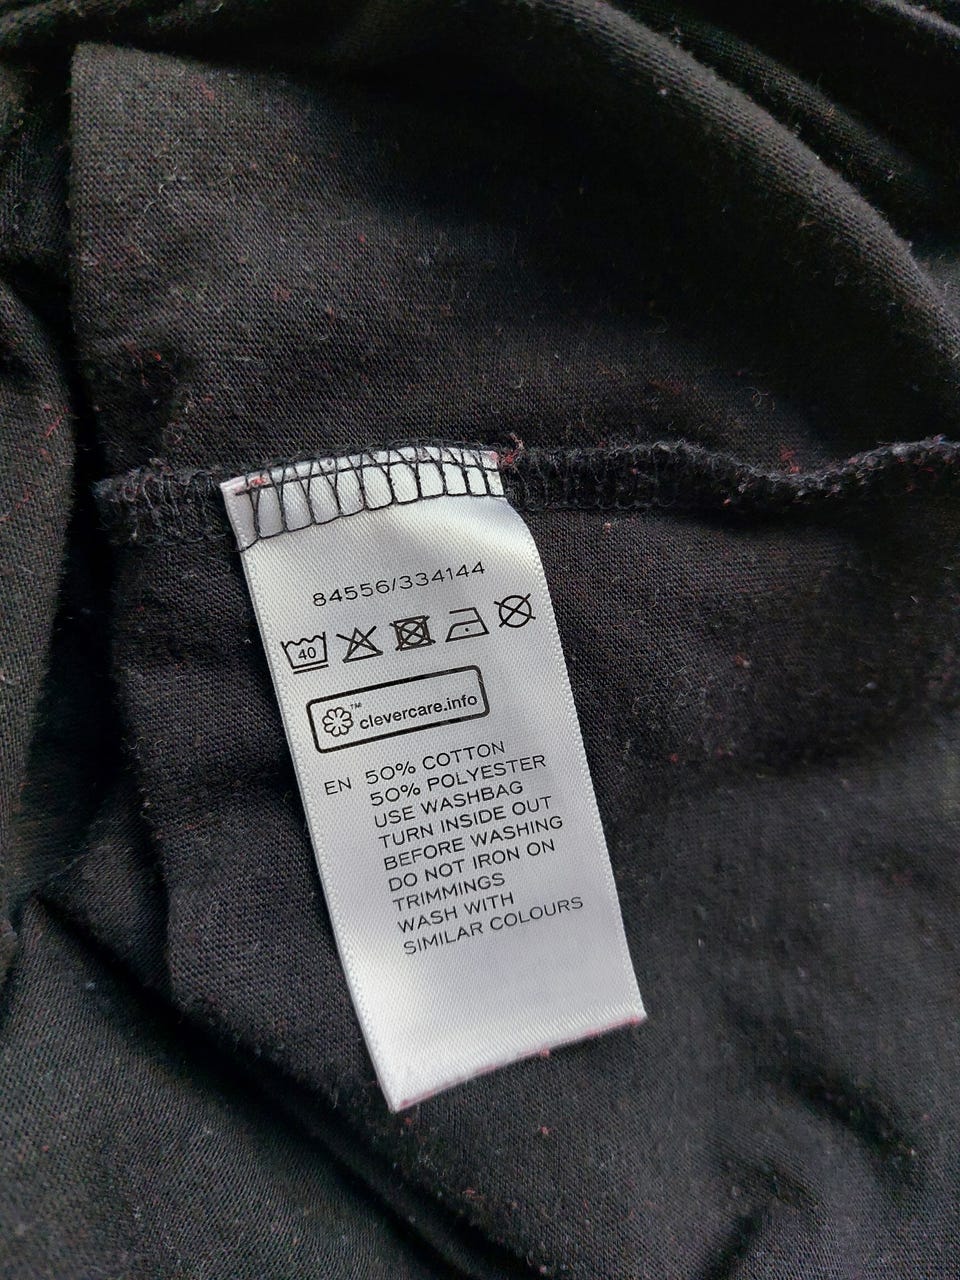 84556/334144
40
™ clevercare.info
EN 50% COTTON
50% POLYESTER
USE WASHBAG
TURN INSIDE OUT
BEFORE WASHING
DO NOT IRON ON
TRIMMINGS
WASH WITH
SIMILAR COLOURS